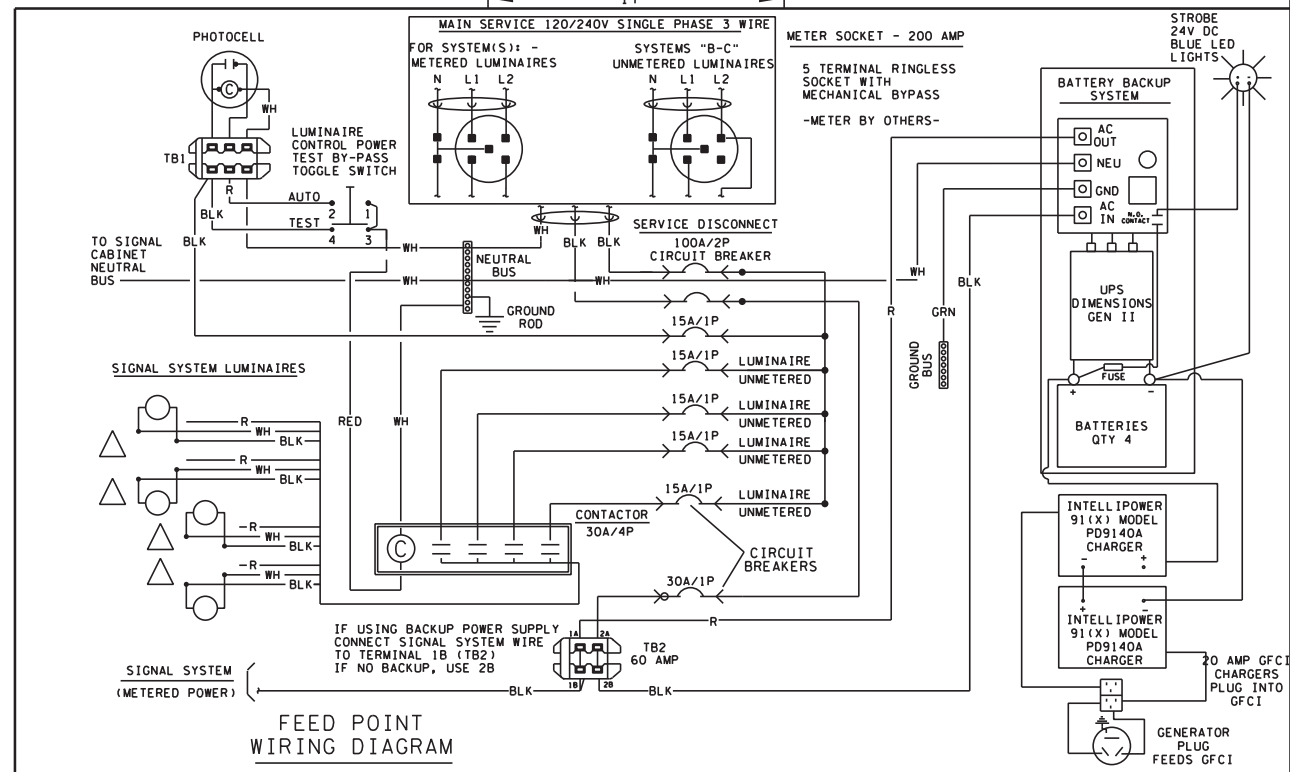 PHOTOCELL
C
WH
TB1
R
BLK
BLK
LUMINAIRE
CONTROL POWER
TEST BY-PASS
TOGGLE SWITCH
AUTO
2
1
TEST
4
3
MAIN SERVICE 120/240V SINGLE PHASE 3 WIRE
FOR SYSTEM(S): -
METERED LUMINAIRES
N L1 L2
SYSTEMS "B-C"
UNMETERED LUMINAIRES
N L1 L2
METER SOCKET - 200 AMP
5 TERMINAL RINGLESS
SOCKET WITH
MECHANICAL BYPASS
-METER BY OTHERS-
STROBE
24V DC
BLUE LED
LIGHTS
BATTERY BACKUP
SYSTEM
AC
OUT
NEU
GND
AC
IN
N.O.
CONTACT
UPS
DIMENSIONS
GEN II
FUSE
+
-
BATTERIES
QTY 4
TO SIGNAL
CABINET
NEUTRAL
BUS
WH
WH
NEUTRAL
BUS
GROUND
ROD
WH
BLK
BLK
WH
SERVICE DISCONNECT
100A/2P
CIRCUIT BREAKER
15A/1P
15A/1P
LUMINAIRE
UNMETERED
15A/1P
LUMINAIRE
UNMETERED
15A/1P
LUMINAIRE
UNMETERED
15A/1P
LUMINAIRE
UNMETERED
WH
R
GRN
BLK
GROUND
BUS
SIGNAL SYSTEM LUMINAIRES
R
WH
BLK
R
WH
BLK
-R
WH
BLK
-R
WH
BLK
RED
WH
CONTACTOR
30A/4P
C
CIRCUIT
BREAKERS
30A/1P
R
IF USING BACKUP POWER SUPPLY
CONNECT SIGNAL SYSTEM WIRE
TO TERMINAL 1B (TB2)
IF NO BACKUP, USE 2B
1A
2A
1B
2B
TB2
60 AMP
SIGNAL SYSTEM
(METERED POWER)
BLK
BLK
INTELLIPOWER
91(X) MODEL
PD9140A
CHARGER
-
+
+
-
INTELLIPOWER
91(X) MODEL
PD9140A
CHARGER
20 AMP GFCI
CHARGERS
PLUG INTO
GFCI
GENERATOR
PLUG
FEEDS GFCI
FEED POINT
WIRING DIAGRAM